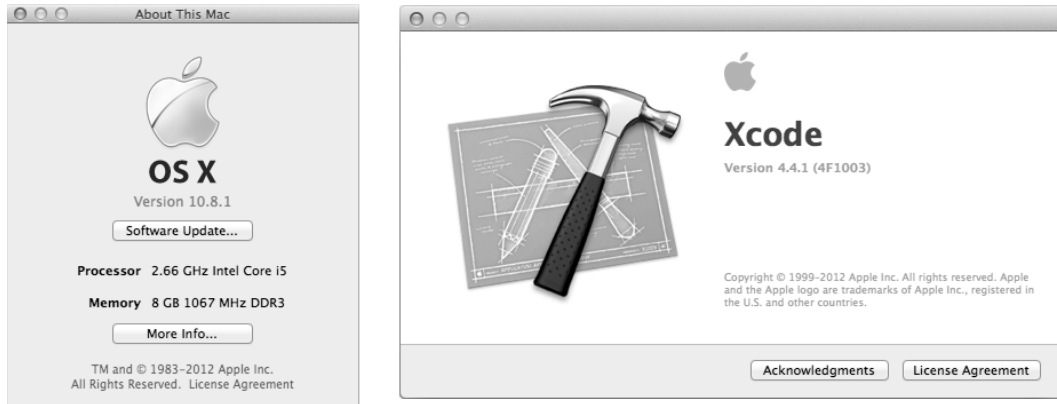 About This Mac
OS X
Version 10.8.1
Software Update...
Processor 2.66 GHz Intel Core i5
Memory 8 GB 1067 MHz DDR3
More Info...
TM and © 1983–2012 Apple Inc.
All Rights Reserved. License Agreement
Xcode
Version 4.4.1 (4F1003)
Copyright © 1999–2012 Apple Inc. All rights reserved. Apple
and the Apple logo are trademarks of Apple Inc., registered in
the U.S. and other countries.
Acknowledgments
License Agreement